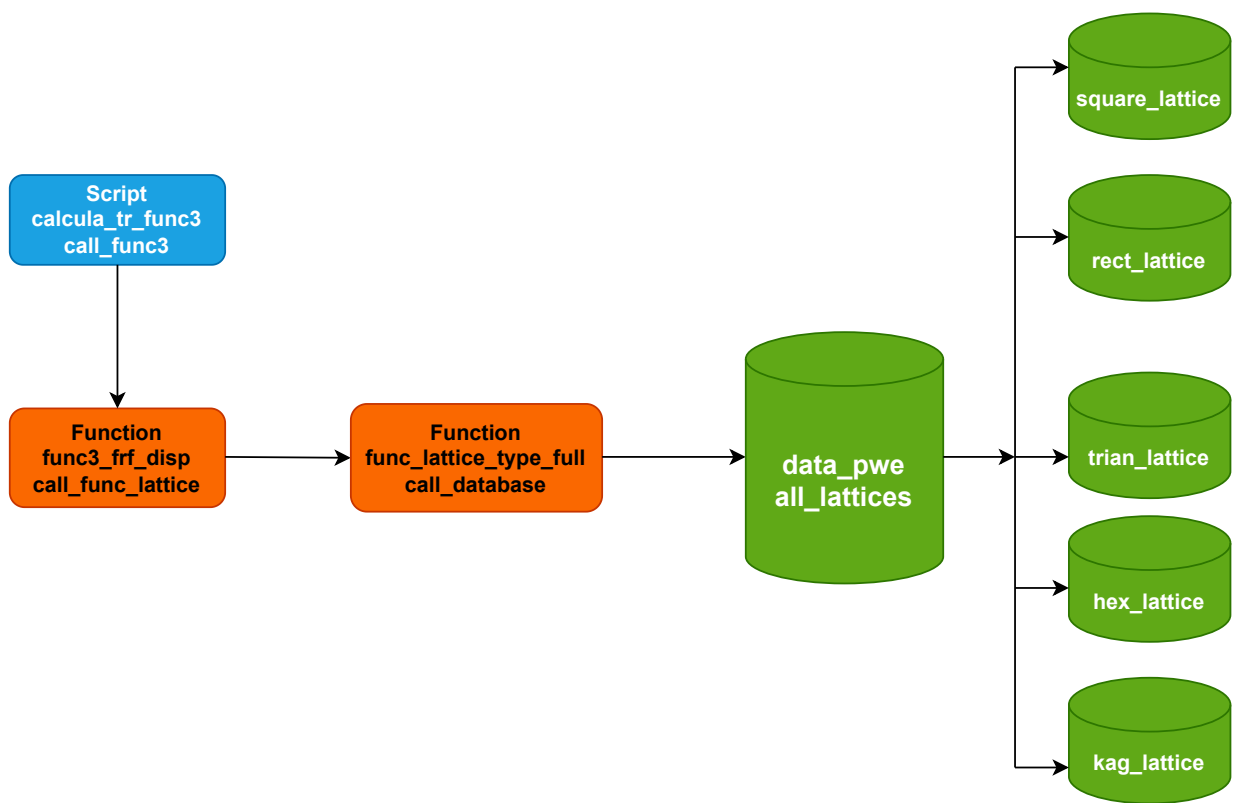 Script
calcula_tr_func3
call_func3
Function
func3_frf_disp
call_func_lattice
Function
func_lattice_type_full
call_database
data_pwe
all_lattices
square_lattice
rect_lattice
trian_lattice
hex_lattice
kag_lattice